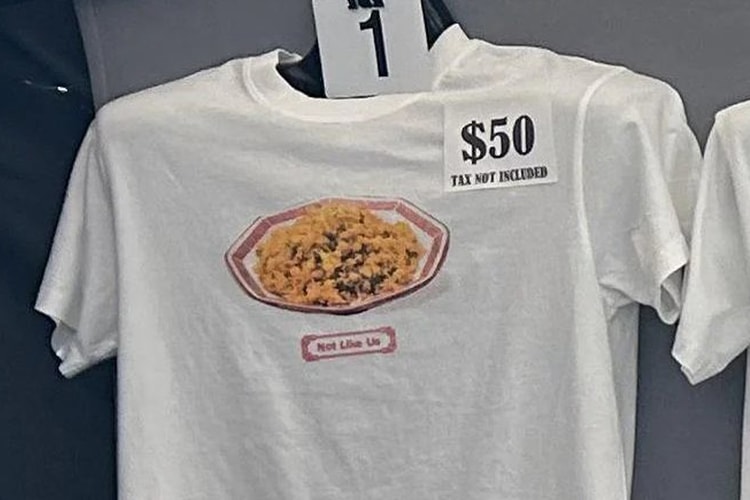 1
$50
TAX NOT INCLUDED
Not Like Us